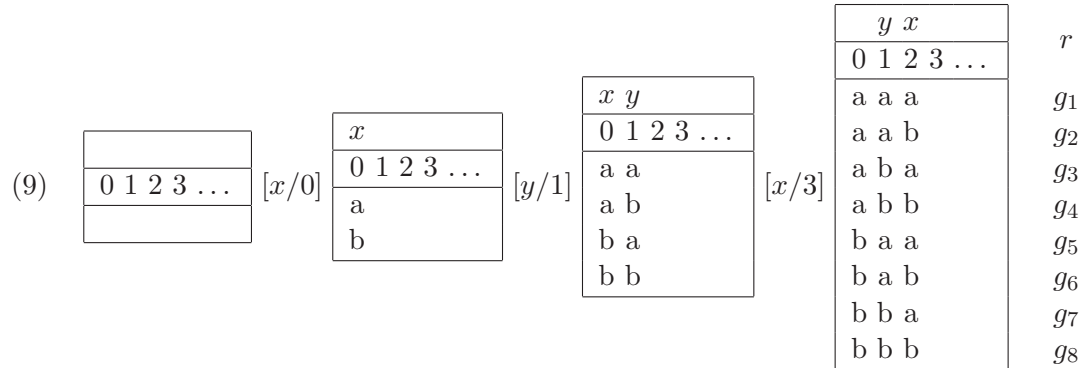 (9)
0 1 2 3 …
[x/0]
x
0 1 2 3 …
a
b
[y/1]
x y
0 1 2 3 …
a a
a b
b a
b b
[x/3]
y x
r
0 1 2 3 …
a a a g₁
a a b g₂
a b a g₃
a b b g₄
b a a g₅
b a b g₆
b b a g₇
b b b g₈